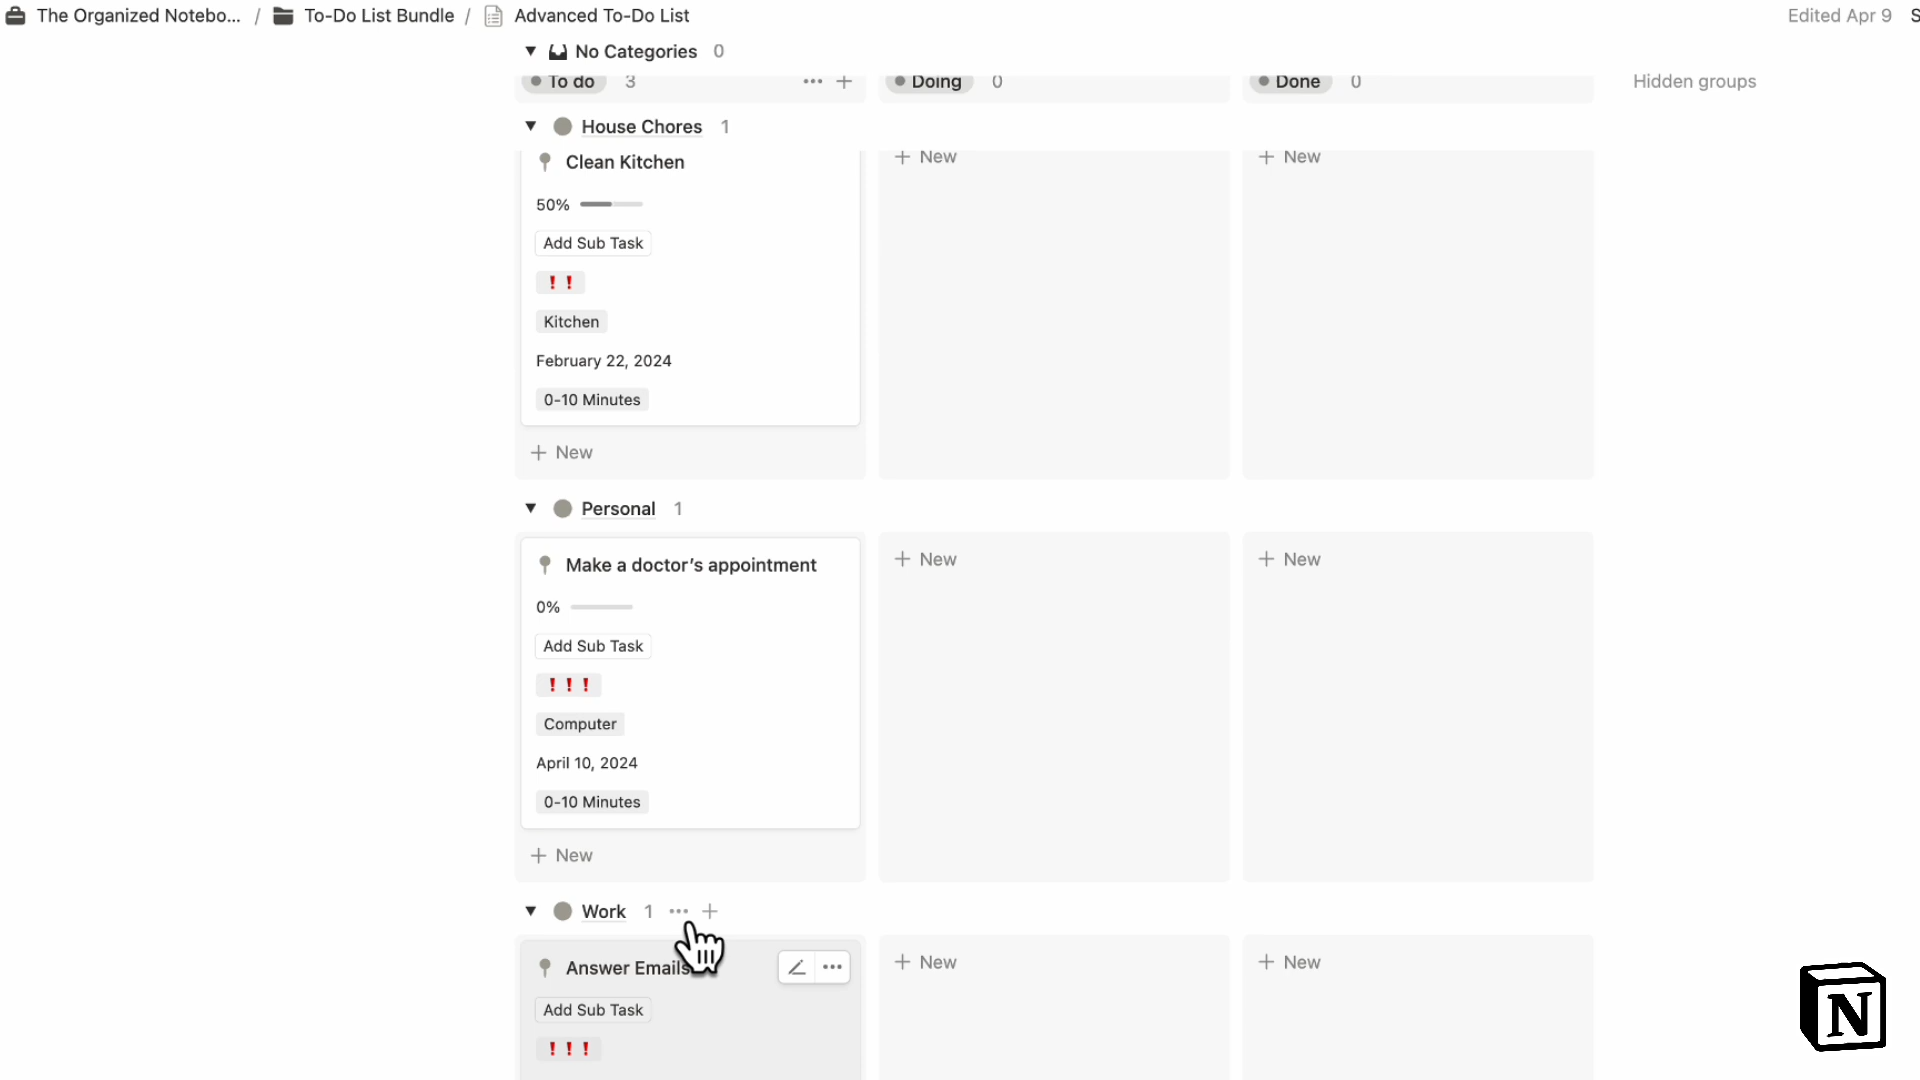 The Organized Notebo... / To-Do List Bundle / Advanced To-Do List Edited Apr 9 S
No Categories 0
To do 3 Doing 0 Done 0 Hidden groups
House Chores 1
Clean Kitchen
+ New
+ New
50%
Add Sub Task
❗❗
Kitchen
February 22, 2024
0-10 Minutes
+ New
Personal 1
Make a doctor's appointment
+ New
+ New
0%
Add Sub Task
❗❗❗
Computer
April 10, 2024
0-10 Minutes
+ New
Work 1
Answer Emails
+ New
+ New
Add Sub Task
❗❗❗
N